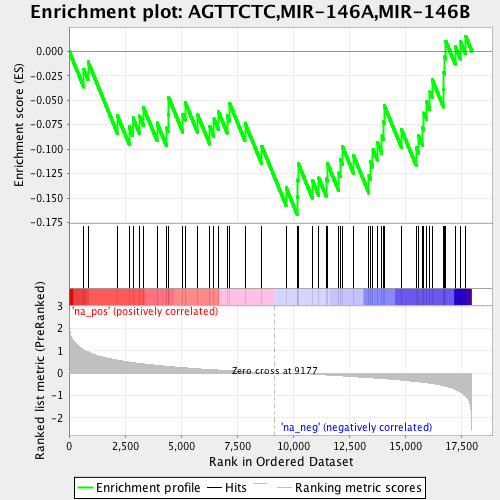 Enrichment plot: AGTTCTC,MIR-146A,MIR-146B
Enrichment score (ES)
0.000
-0.025
-0.050
-0.075
-0.100
-0.125
-0.150
-0.175
'na_pos' (positively correlated)
Ranked list metric (PreRanked)
3
2
1
0
-1
-2
Zero cross at 9177
'na_neg' (negatively correlated)
0
2,500
5,000
7,500
10,000
12,500
15,000
17,500
Rank in Ordered Dataset
Enrichment profile
Hits
Ranking metric scores